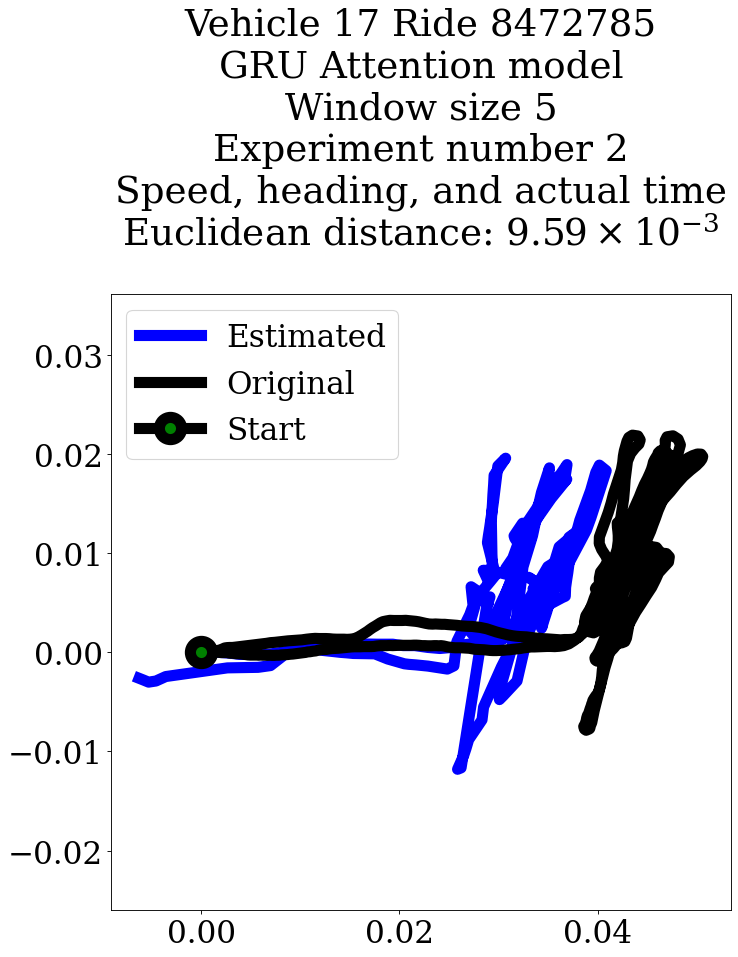 Vehicle 17 Ride 8472785
GRU Attention model
Window size 5
Experiment number 2
Speed, heading, and actual time
Euclidean distance: 9.59 × 10⁻³
Estimated
Original
Start
0.03
0.02
0.01
0.00
−0.01
−0.02
0.00 0.02 0.04